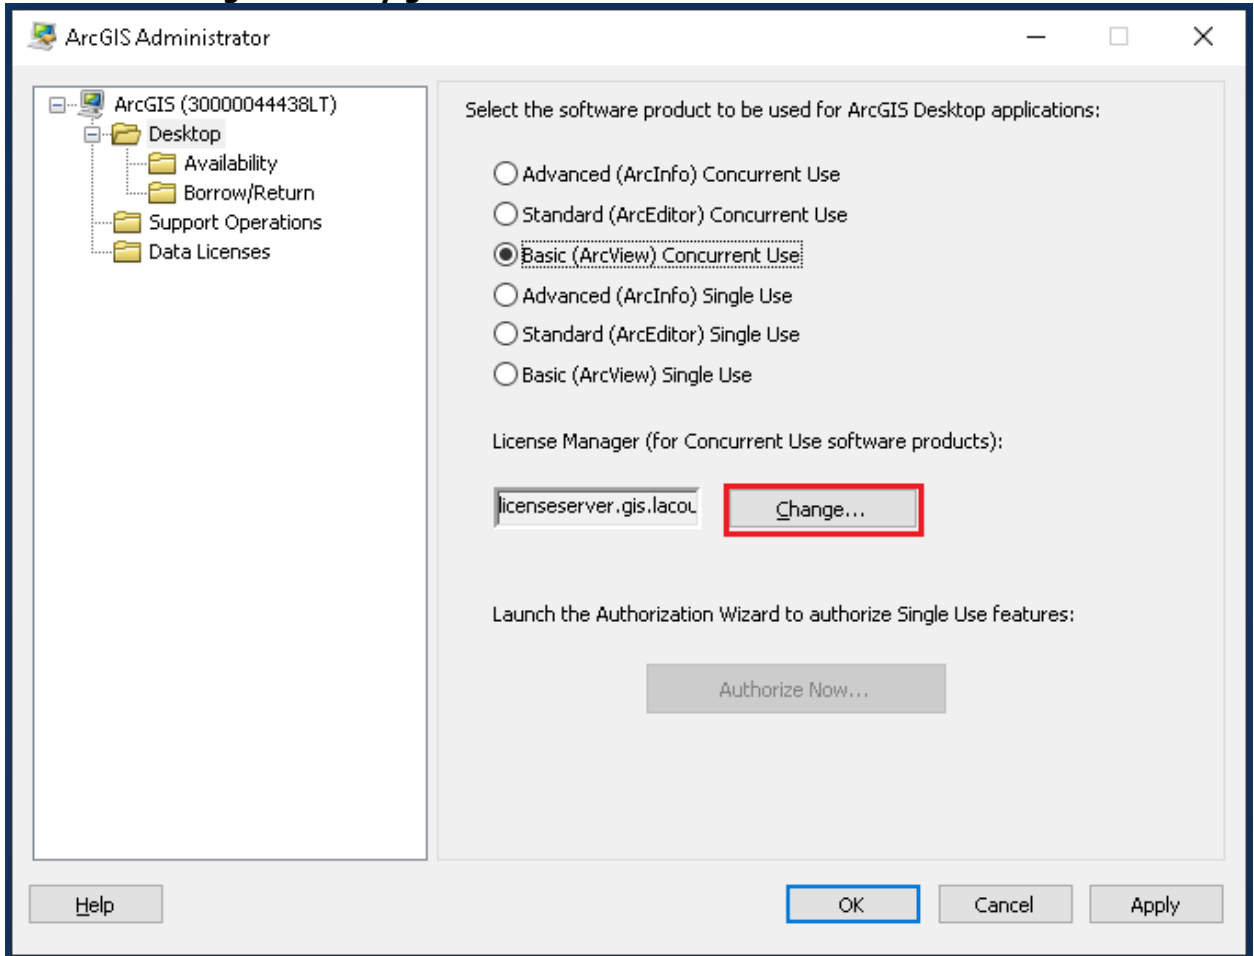 ArcGIS Administrator
ArcGIS (30000044438LT)
Desktop
Availability
Borrow/Return
Support Operations
Data Licenses
Select the software product to be used for ArcGIS Desktop applications:
Advanced (ArcInfo) Concurrent Use
Standard (ArcEditor) Concurrent Use
Basic (ArcView) Concurrent Use
Advanced (ArcInfo) Single Use
Standard (ArcEditor) Single Use
Basic (ArcView) Single Use
License Manager (for Concurrent Use software products):
licenseserver.gis.lacou
Change...
Launch the Authorization Wizard to authorize Single Use features:
Authorize Now...
Help
OK
Cancel
Apply